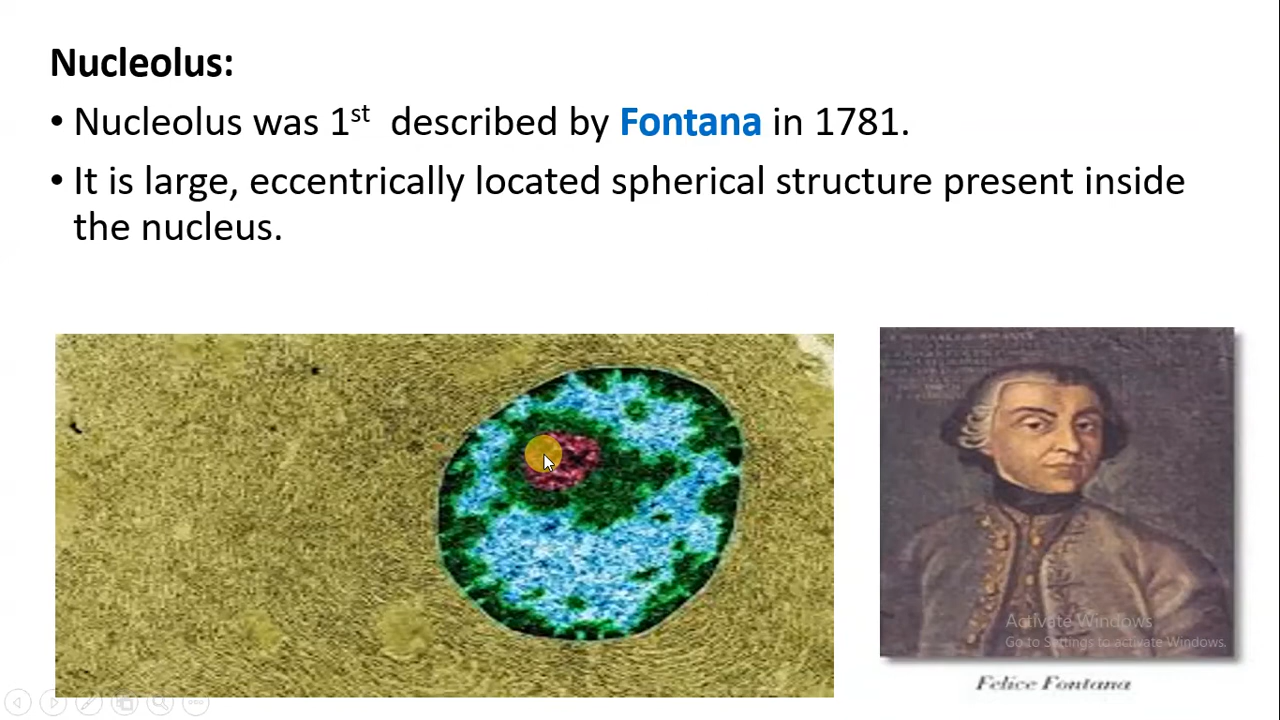 Nucleolus:
• Nucleolus was 1st described by Fontana in 1781.
• It is large, eccentrically located spherical structure present inside
the nucleus.
Activate Windows
Go to Settings to activate Windows.
Felice Fontana